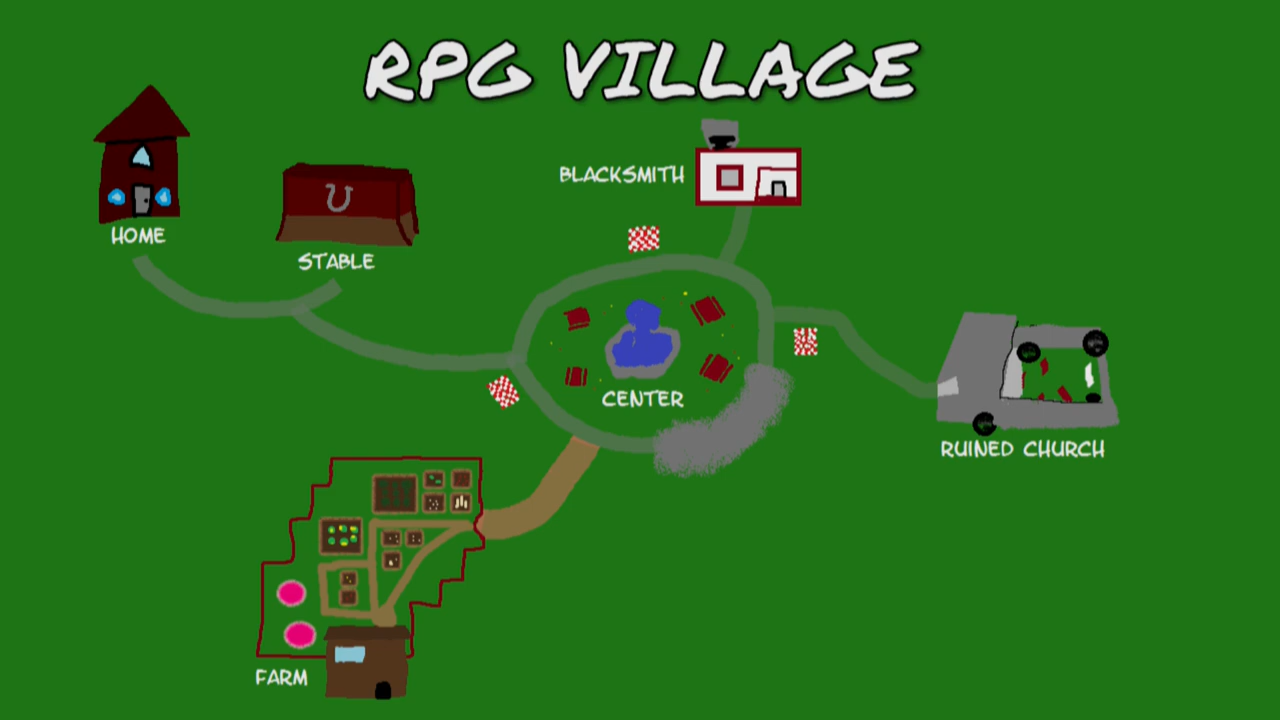 RPG VILLAGE
BLACKSMITH
HOME
STABLE
CENTER
RUINED CHURCH
FARM